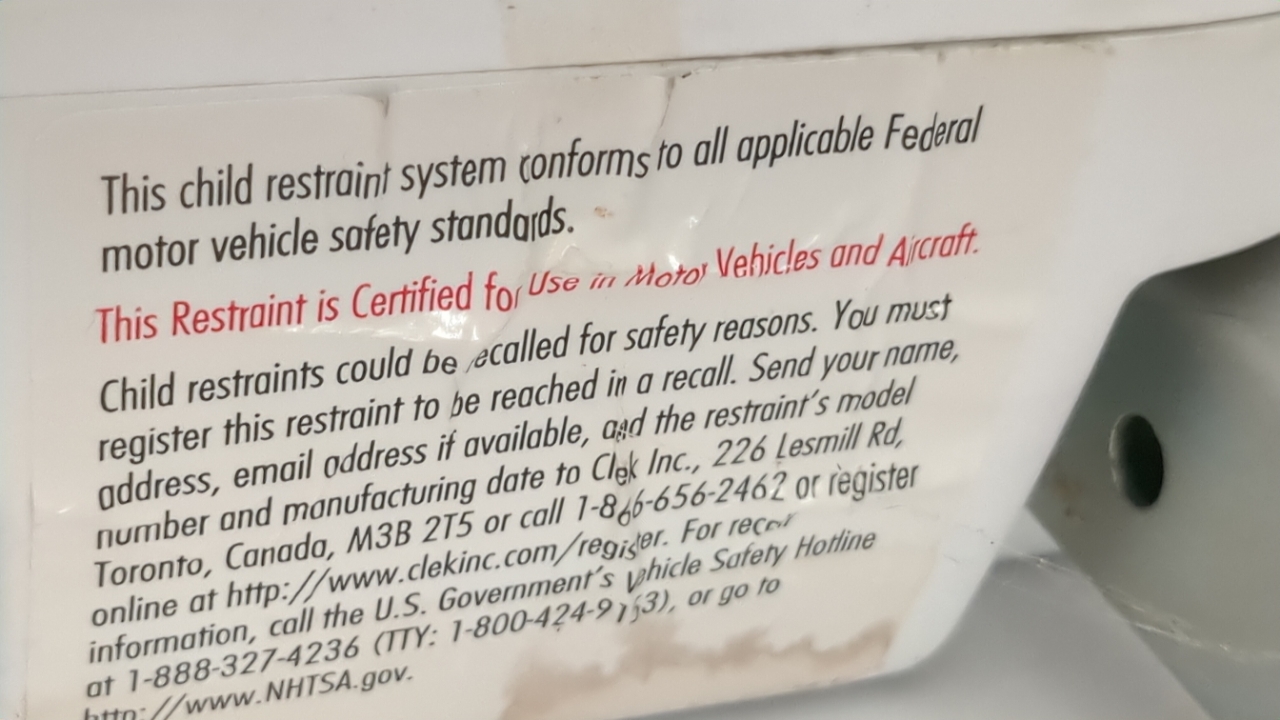 This child restraint system conforms to all applicable Federal
motor vehicle safety standards.
This Restraint is Certified for Use in Motor Vehicles and Aircraft.
Child restraints could be recalled for safety reasons. You must
register this restraint to be reached in a recall. Send your name,
address, email address if available, and the restraint's model
number and manufacturing date to Clek Inc., 226 Lesmill Rd,
Toronto, Canada, M3B 2T5 or call 1-866-656-2462 or register
online at http://www.clekinc.com/register. For recall
information, call the U.S. Government's Vehicle Safety Hotline
at 1-888-327-4236 (TTY: 1-800-424-9153), or go to
http://www.NHTSA.gov.